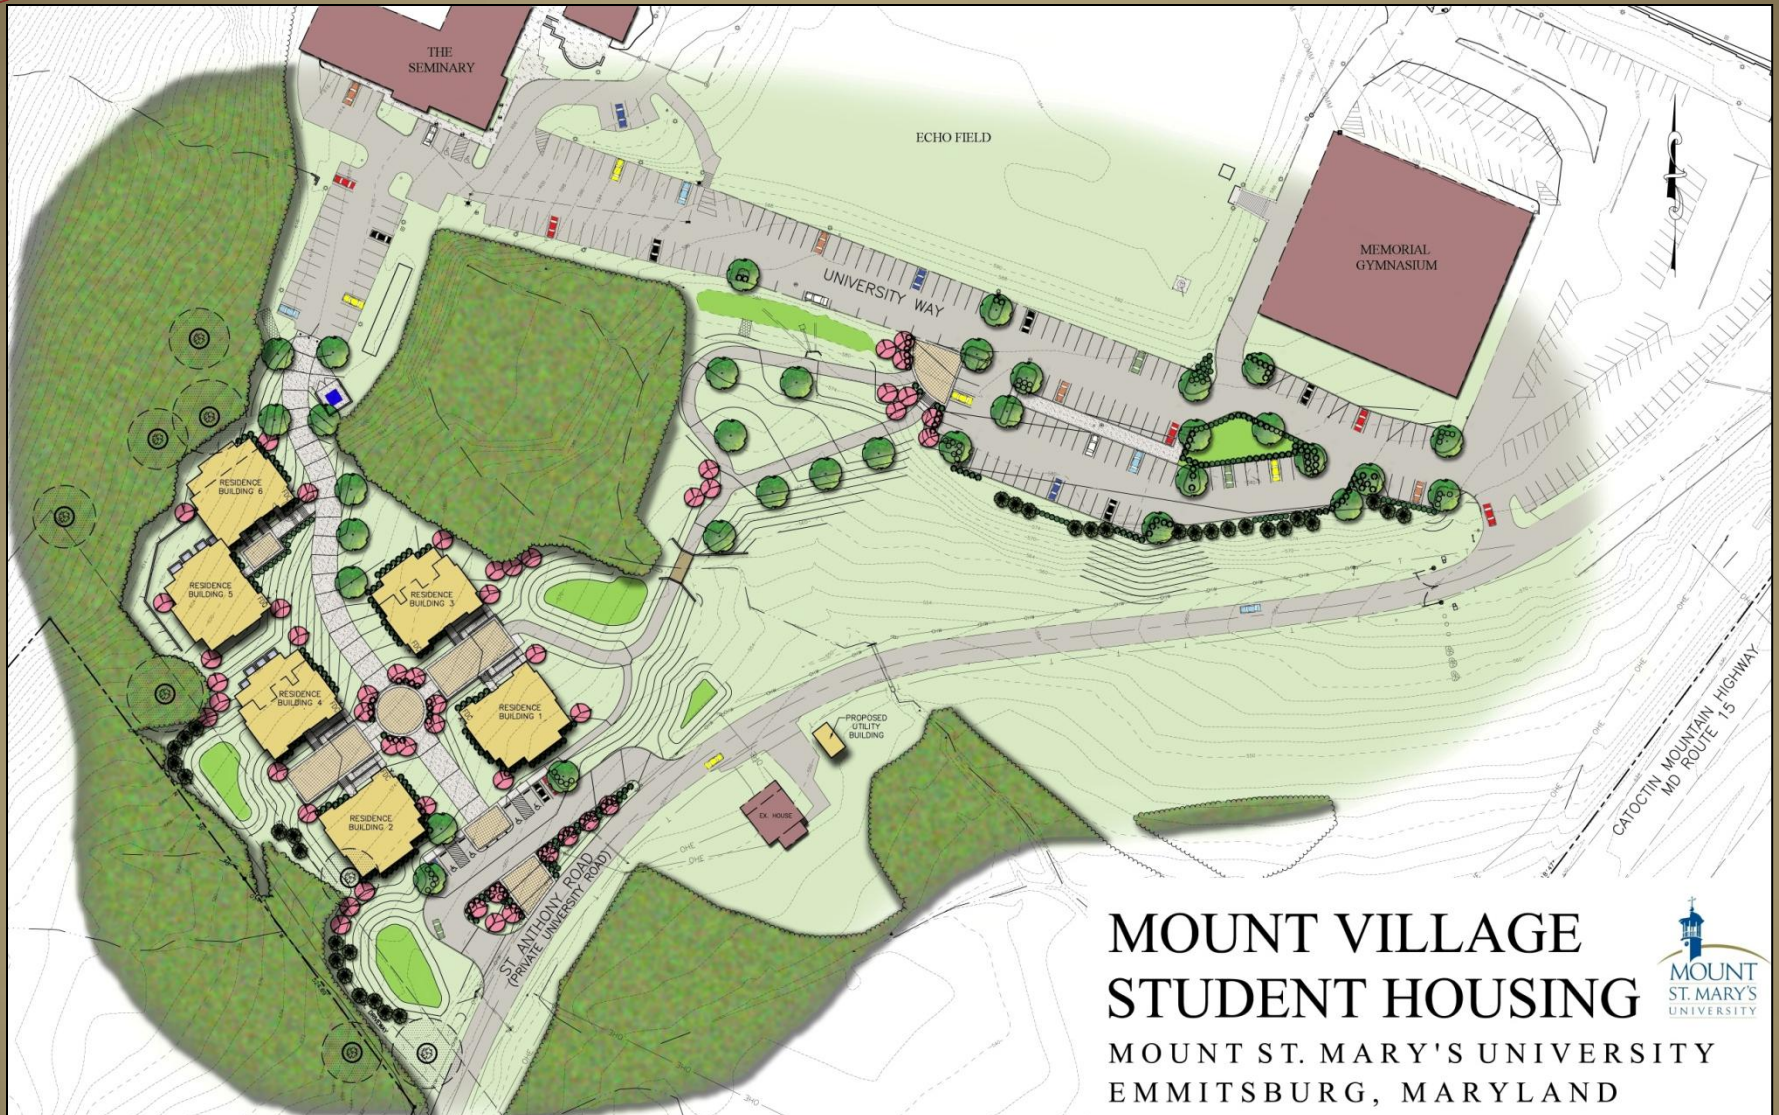 THE
SEMINARY
ECHO FIELD
MEMORIAL
GYMNASIUM
UNIVERSITY WAY
RESIDENCE
BUILDING 6
RESIDENCE
BUILDING 5
RESIDENCE
BUILDING 3
RESIDENCE
BUILDING 4
RESIDENCE
BUILDING 1
RESIDENCE
BUILDING 2
PROPOSED
UTILITY
BUILDING
EX. HOUSE
ST ANTHONY ROAD
(PRIVATE UNIVERSITY ROAD)
CATOCTIN MOUNTAIN HIGHWAY
MD ROUTE 15
MOUNT VILLAGE
STUDENT HOUSING
MOUNT ST. MARY'S UNIVERSITY
EMMITSBURG, MARYLAND
MOUNT
ST. MARY'S
UNIVERSITY